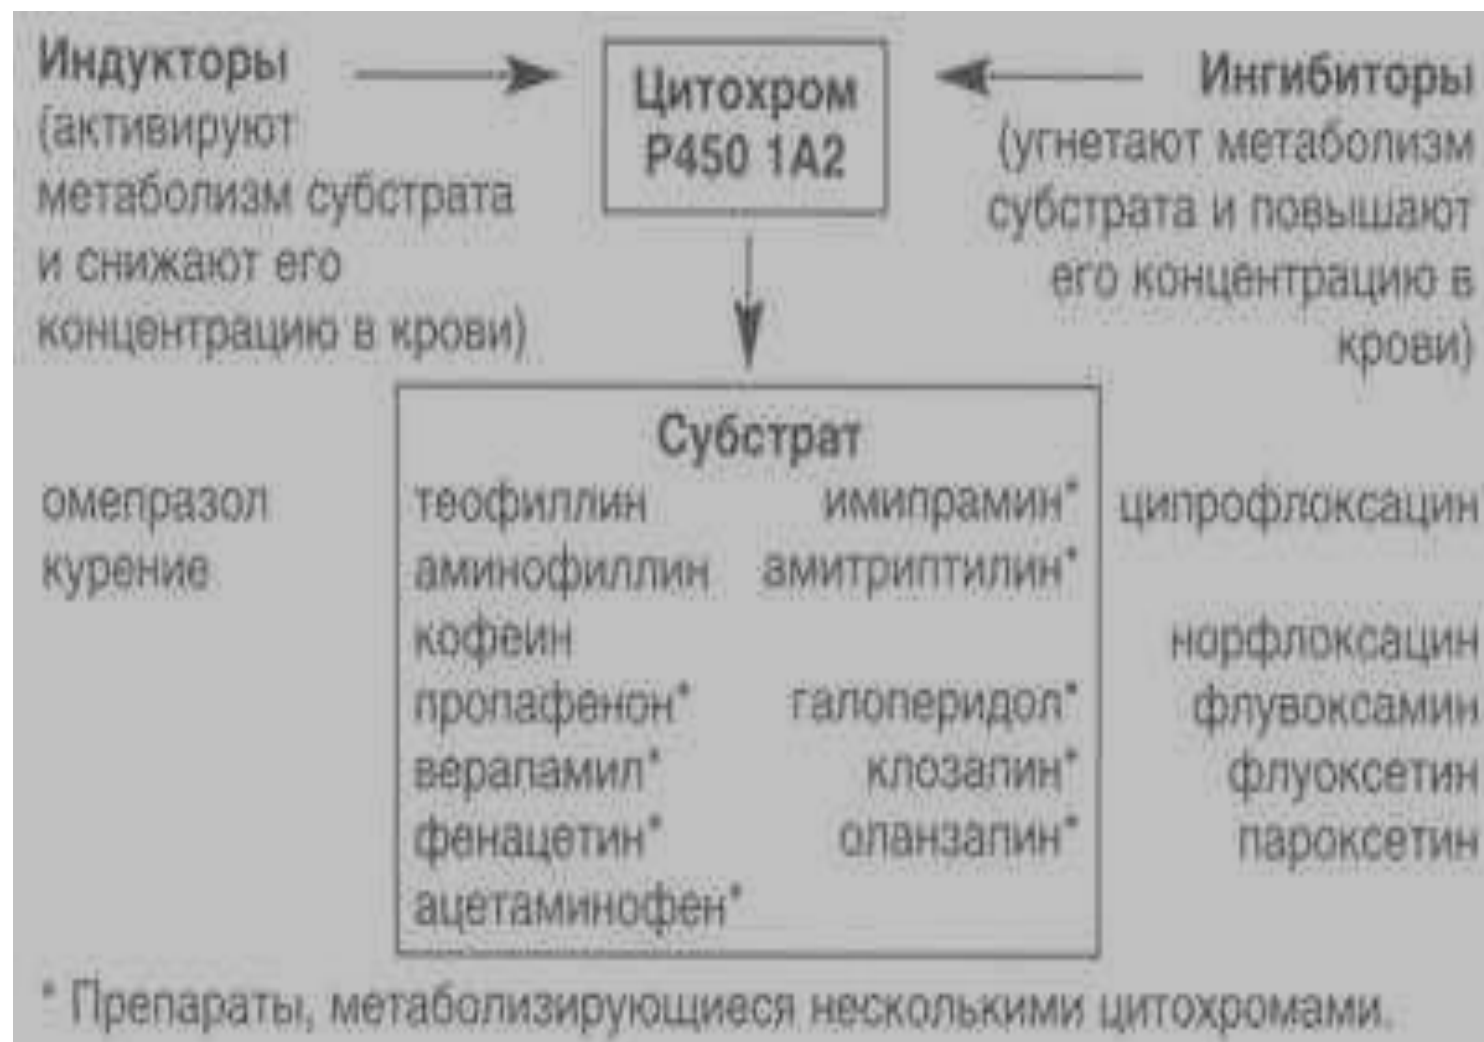 Индукторы
(активируют
метаболизм субстрата
и снижают его
концентрацию в крови)
Цитохром
P450 1A2
Ингибиторы
(угнетают метаболизм
субстрата и повышают
его концентрацию в
крови)
омепразол
курение
Субстрат
теофиллин имипрамин*
аминофиллин амитриптилин*
кофеин
пропафенон* галоперидол*
верапамил* клозапин*
фенацетин* оланзапин*
ацетаминофен*
ципрофлоксацин
норфлоксацин
флувоксамин
флуоксетин
пароксетин
* Препараты, метаболизирующиеся несколькими цитохромами.